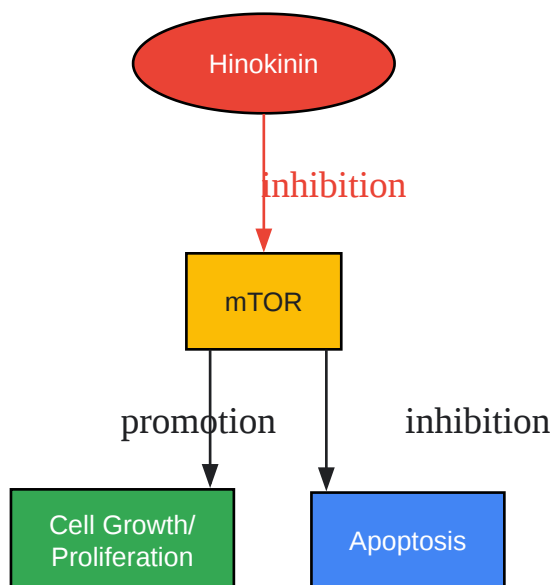 Hinokinin
inhibition
mTOR
promotion
inhibition
Cell Growth/
Proliferation
Apoptosis